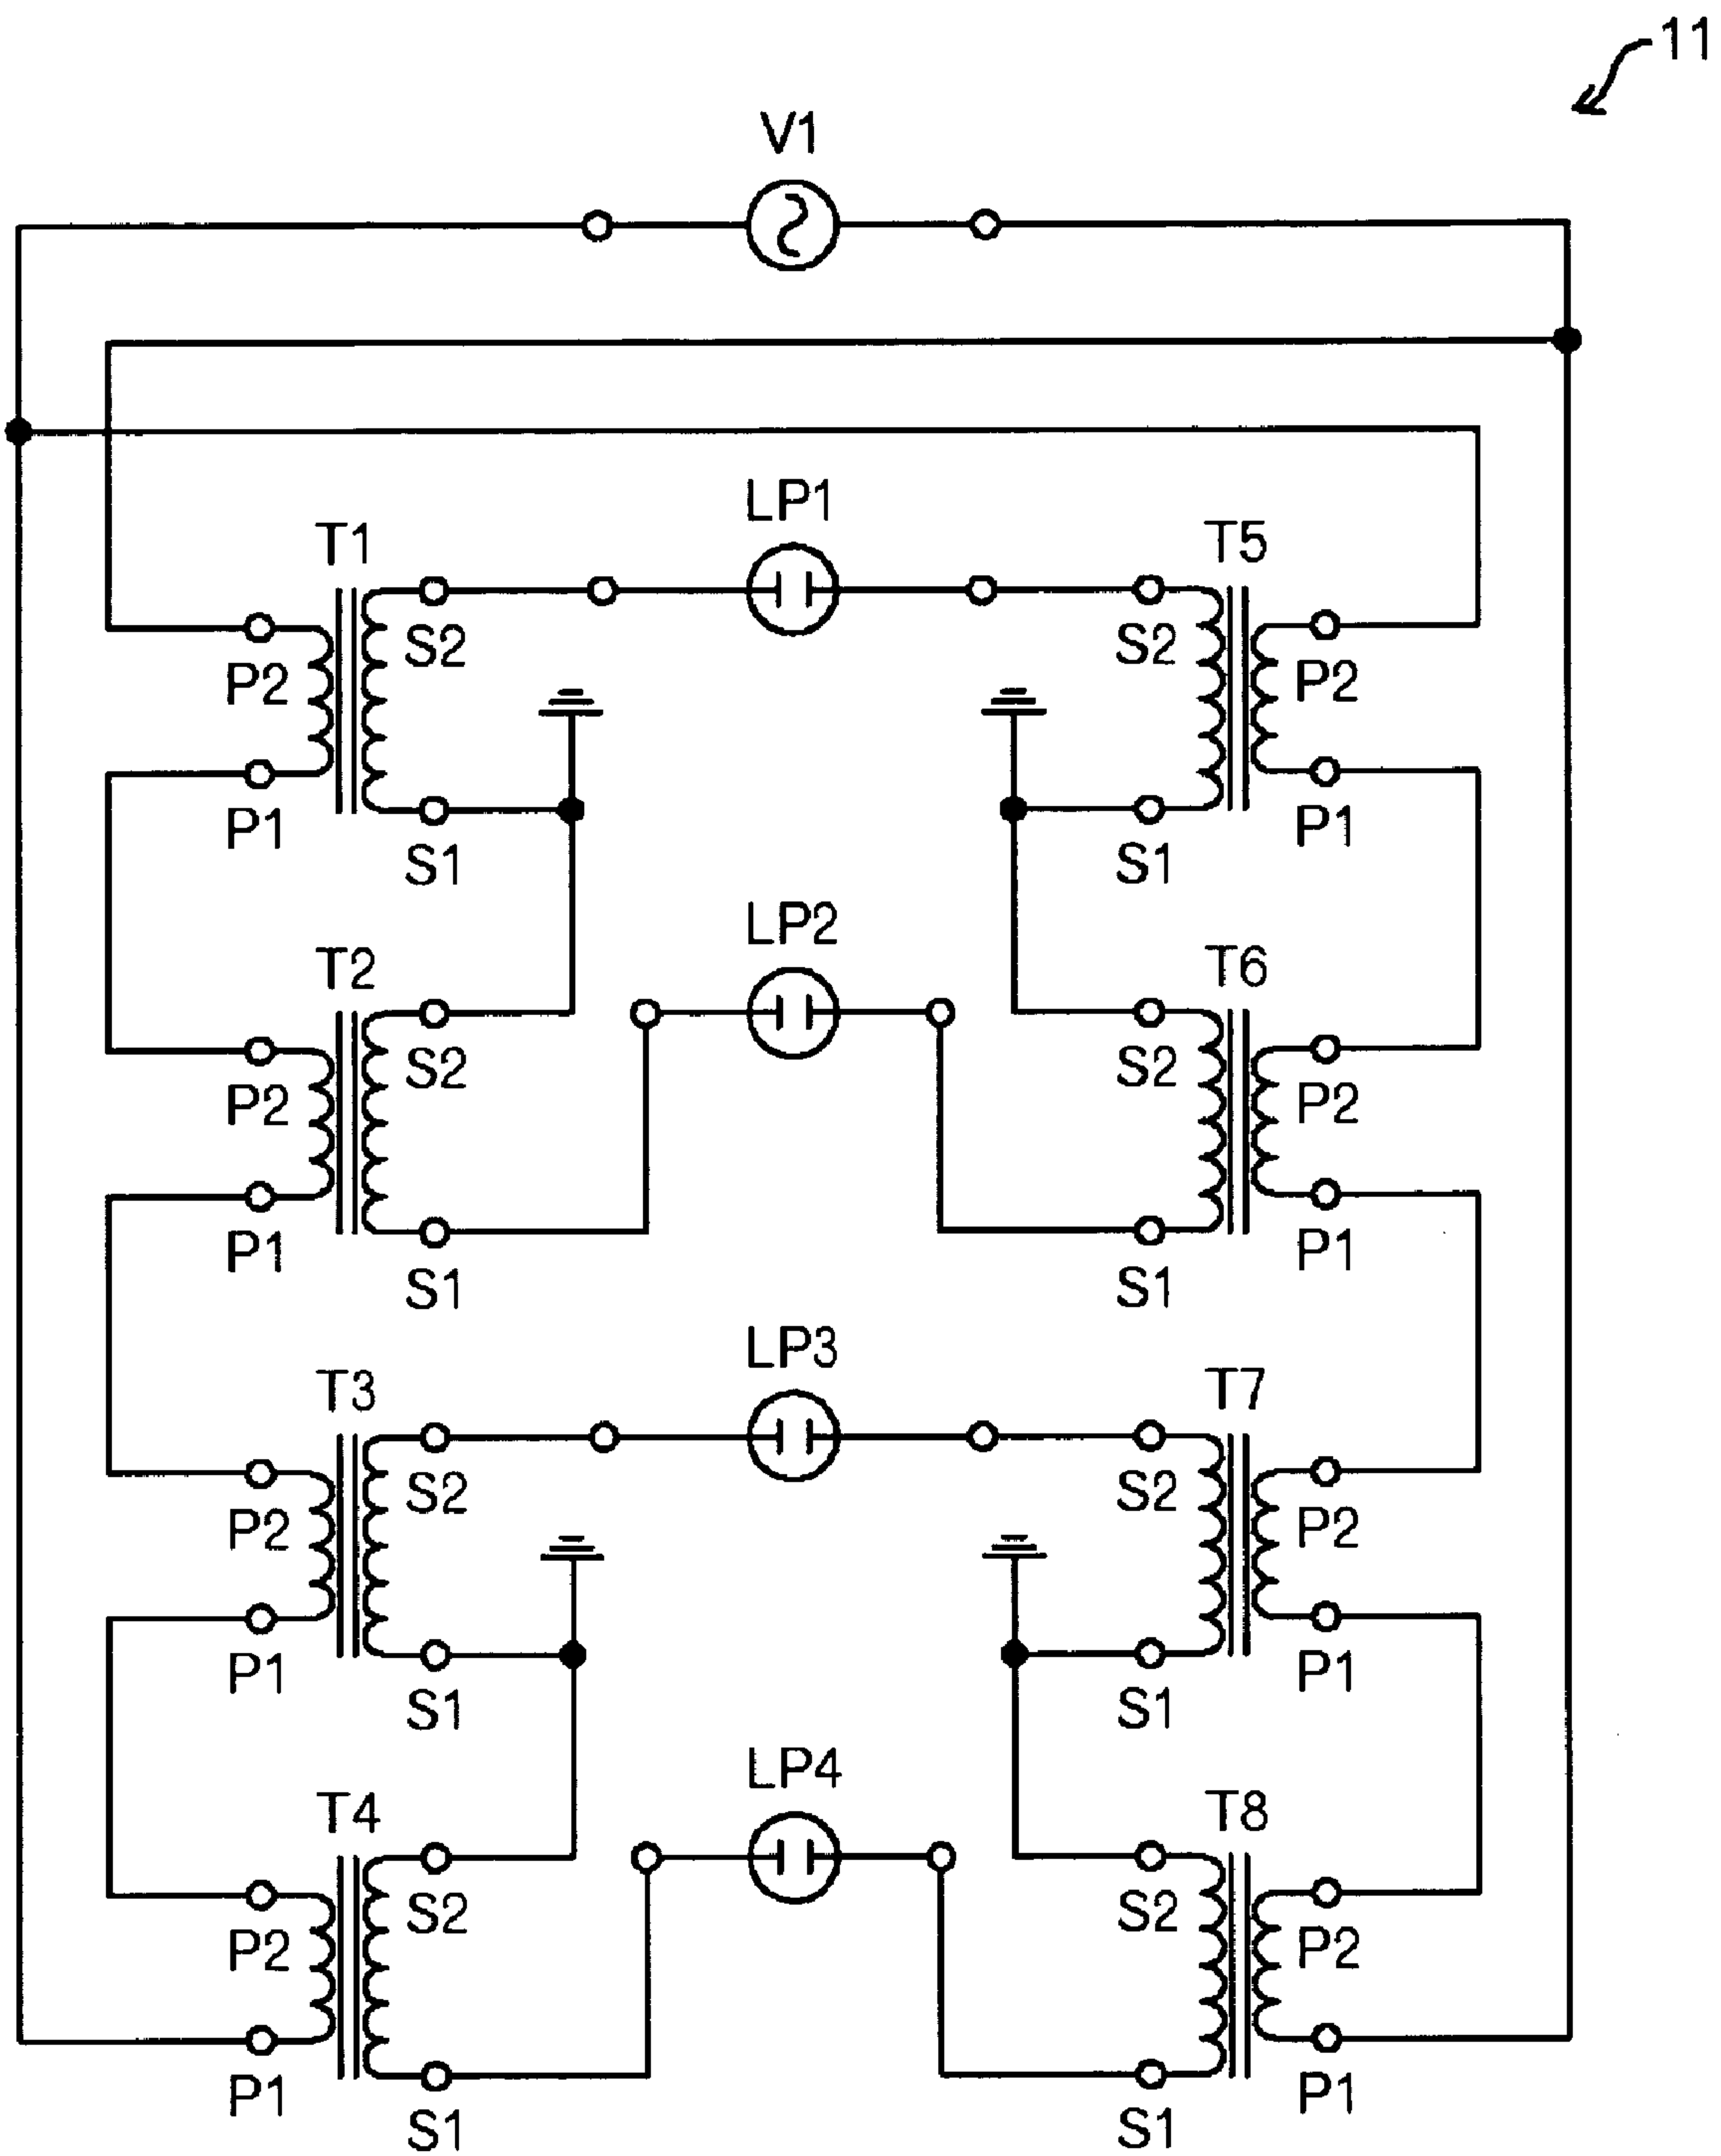 11
V1
LP1
T1 T5
S2 S2
P2 P2
P1 P1
S1 S1
LP2
T2 T6
S2 S2
P2 P2
P1 P1
S1 S1
LP3
T3 T7
S2 S2
P2 P2
P1 P1
S1 S1
LP4
T4 T8
S2 S2
P2 P2
P1 P1
S1 S1